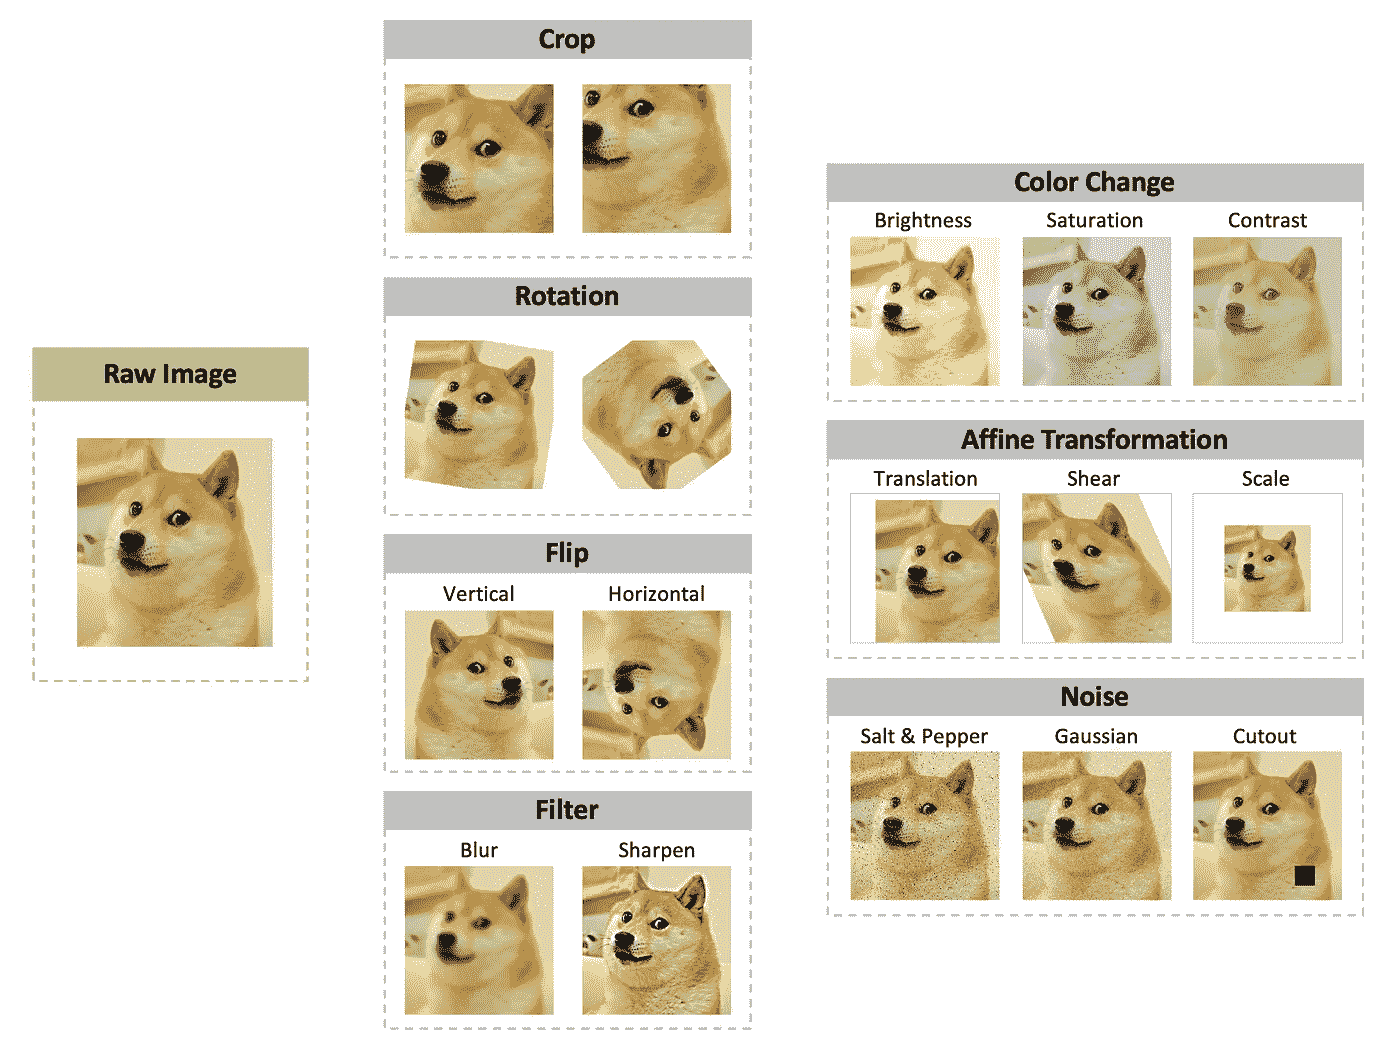 Raw Image
Crop
Rotation
Flip
Vertical
Horizontal
Filter
Blur
Sharpen
Color Change
Brightness
Saturation
Contrast
Affine Transformation
Translation
Shear
Scale
Noise
Salt & Pepper
Gaussian
Cutout